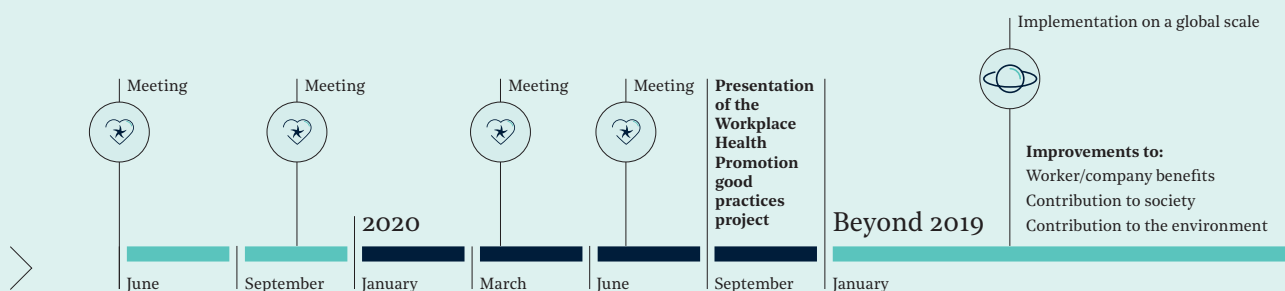 Implementation on a global scale
Meeting
Meeting
Meeting
Meeting
Presentation
of the
Workplace
Health
Promotion
good
practices
project
Improvements to:
Worker/company benefits
Contribution to society
Contribution to the environment
2020
Beyond 2019
June
September
January
March
June
September
January